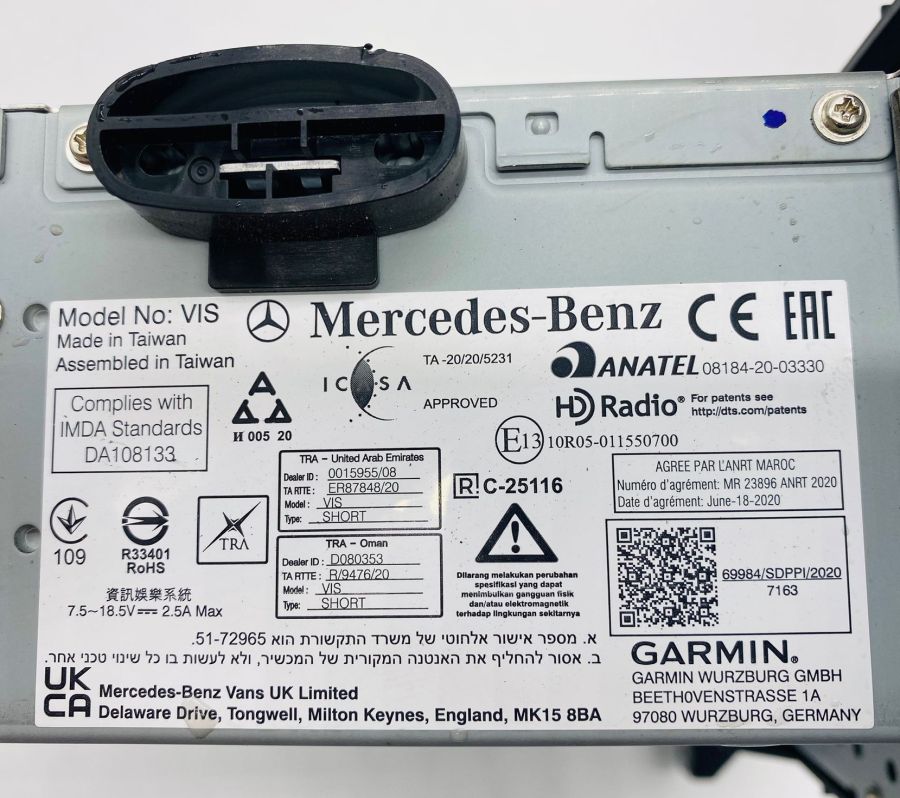 Model No: VIS
Mercedes-Benz
CE
EAC
Made in Taiwan
Assembled in Taiwan
Complies with
IMDA Standards
DA108133
И 005 20
ICASA
TA -20/20/5231
APPROVED
ANATEL 08184-20-03330
HD Radio® For patents see
http://dts.com/patents
E13 10R05-011550700
TRA - United Arab Emirates
Dealer ID : 0015955/08
TA RTTE : ER87848/20
Model : VIS
Type: SHORT
TRA - Oman
Dealer ID : D080353
TA RTTE : R/9476/20
Model : VIS
Type: SHORT
R! C-25116
AGREE PAR L'ANRT MAROC
Numéro d'agrément: MR 23896 ANRT 2020
Date d'agrément: June-18-2020
109
R33401
RoHS
TRA
資訊娛樂系統
7.5~18.5V⎓ 2.5A Max
Dilarang melakukan perubahan
spesifikasi yang dapat
menimbulkan gangguan fisik
dan/atau elektromagnetik
terhadap lingkungan sekitarnya
69984/SDPPI/2020
7163
א. מספר אישור אלחוטי של משרד התקשורת הוא 51-72965.
ב. אסור להחליף את האנטנה המקורית של המכשיר, ולא לעשות בו כל שינוי טכני אחר.
UK
CA
Mercedes-Benz Vans UK Limited
Delaware Drive, Tongwell, Milton Keynes, England, MK15 8BA
GARMIN®
GARMIN WURZBURG GMBH
BEETH0VENSTRASSE 1A
97080 WURZBURG, GERMANY